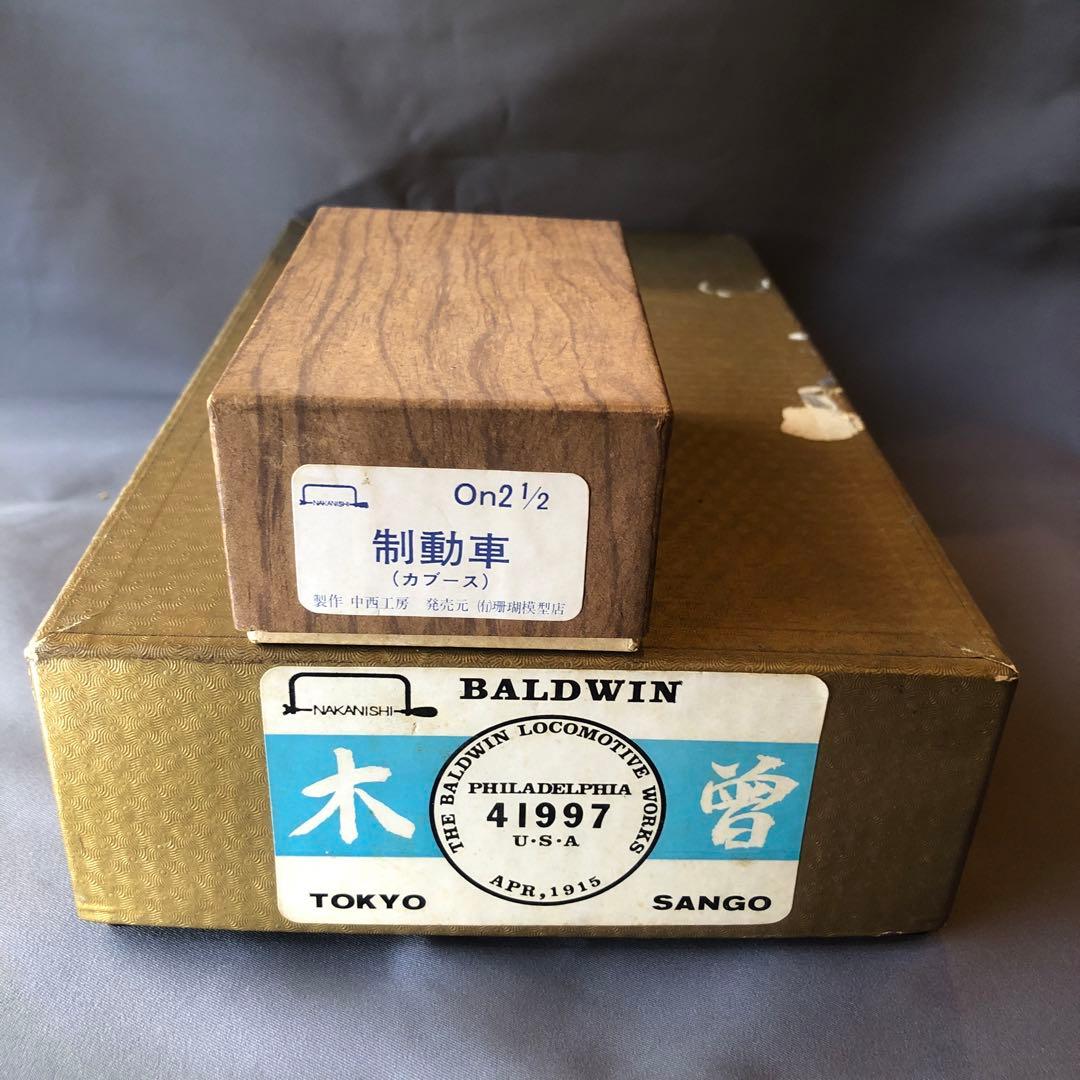 NAKANISHI
On2 ½
制動車
(カブース)
製作 中西工房 発売元 ㈲珊瑚模型店
NAKANISHI
BALDWIN
木曽
THE BALDWIN LOCOMOTIVE WORKS
PHILADELPHIA
41997
U·S·A
APR, 1915
TOKYO
SANGO